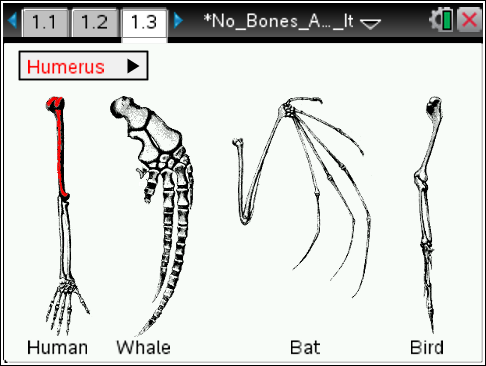 1.1 1.2 1.3 *No_Bones_A..._It
Humerus
Human Whale Bat Bird